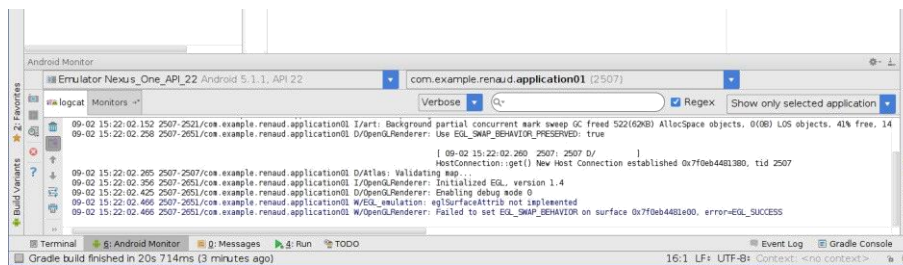 Android Monitor
Emulator Nexus_One_API_22 Android 5.1.1, API 22
com.example.renaud.application01 (2507)
logcat Monitors
Verbose
Regex
Show only selected application
09-02 15:22:02.152 2507-2521/com.example.renaud.application01 I/art: Background partial concurrent mark sweep GC freed 522(62KB) AllocSpace objects, 0(0B) LOS objects. 41% free, 14
09-02 15:22:02.258 2507-2651/com.example.renaud.application01 D/OpenGLRenderer: Use EGL_SWAP_BEHAVIOR_PRESERVED: true
[ 09-02 15:22:02.260 2507: 2507 D/ ]
HostConnection::get() New Host Connection established 0x7f0eb4481380, tid 2507
09-02 15:22:02.265 2507-2507/com.example.renaud.application01 D/Atlas: Validating map...
09-02 15:22:02.356 2507-2651/com.example.renaud.application01 I/OpenGLRenderer: Initialized EGL, version 1.4
09-02 15:22:02.425 2507-2651/com.example.renaud.application01 D/OpenGLRenderer: Enabling debug mode 0
09-02 15:22:02.466 2507-2651/com.example.renaud.application01 W/EGL_emulation: eglSurfaceAttrib not implemented
09-02 15:22:02.466 2507-2651/com.example.renaud.application01 W/OpenGLRenderer: Failed to set EGL_SWAP_BEHAVIOR on surface 0x7f0eb4481e00, error=EGL_SUCCESS
2: Favorites
Build Variants
Terminal
6: Android Monitor
0: Messages
4: Run
TODO
Event Log
Gradle Console
Gradle build finished in 20s 714ms (3 minutes ago)
16:1 LF÷ UTF-8÷ Context: <no context>